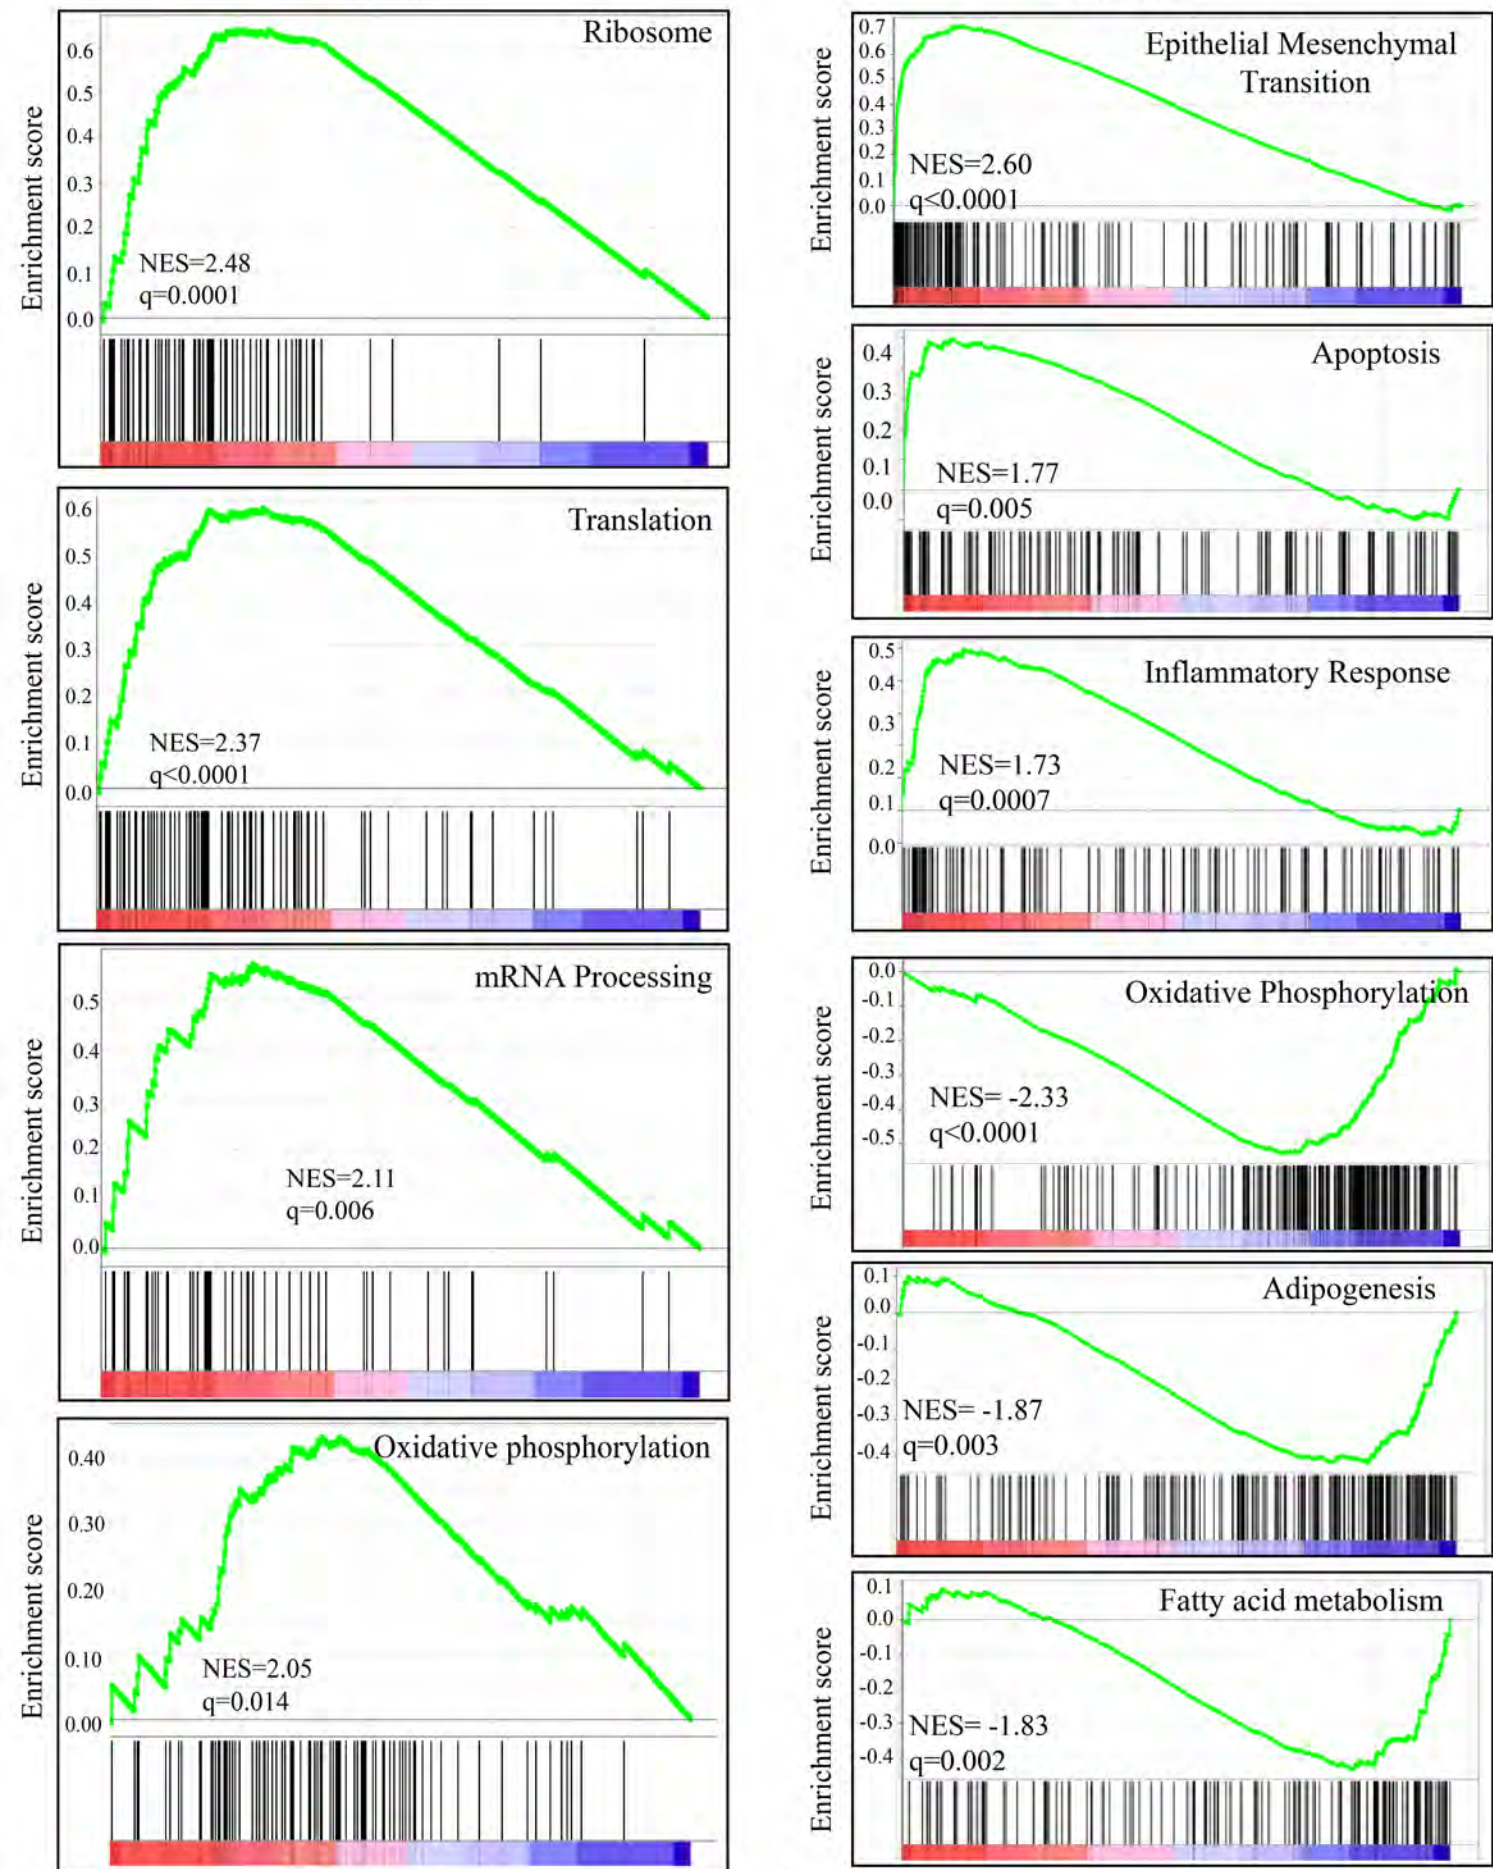 Ribosome
Enrichment score
0.6
0.5
0.4
0.3
0.2
0.1
0.0
NES=2.48
q=0.0001
Translation
Enrichment score
0.6
0.5
0.4
0.3
0.2
0.1
0.0
NES=2.37
q<0.0001
mRNA Processing
Enrichment score
0.5
0.4
0.3
0.2
0.1
0.0
NES=2.11
q=0.006
Oxidative phosphorylation
Enrichment score
0.40
0.30
0.20
0.10
0.00
NES=2.05
q=0.014
Epithelial Mesenchymal
Transition
Enrichment score
0.7
0.6
0.5
0.4
0.3
0.2
0.1
0.0
NES=2.60
q<0.0001
Apoptosis
Enrichment score
0.4
0.3
0.2
0.1
0.0
NES=1.77
q=0.005
Inflammatory Response
Enrichment score
0.5
0.4
0.3
0.2
0.1
0.0
NES=1.73
q=0.0007
Oxidative Phosphorylation
Enrichment score
0.0
-0.1
-0.2
-0.3
-0.4
-0.5
NES= -2.33
q<0.0001
Adipogenesis
Enrichment score
0.1
0.0
-0.1
-0.2
-0.3
-0.4
NES= -1.87
q=0.003
Fatty acid metabolism
Enrichment score
0.1
0.0
-0.1
-0.2
-0.3
-0.4
NES= -1.83
q=0.002